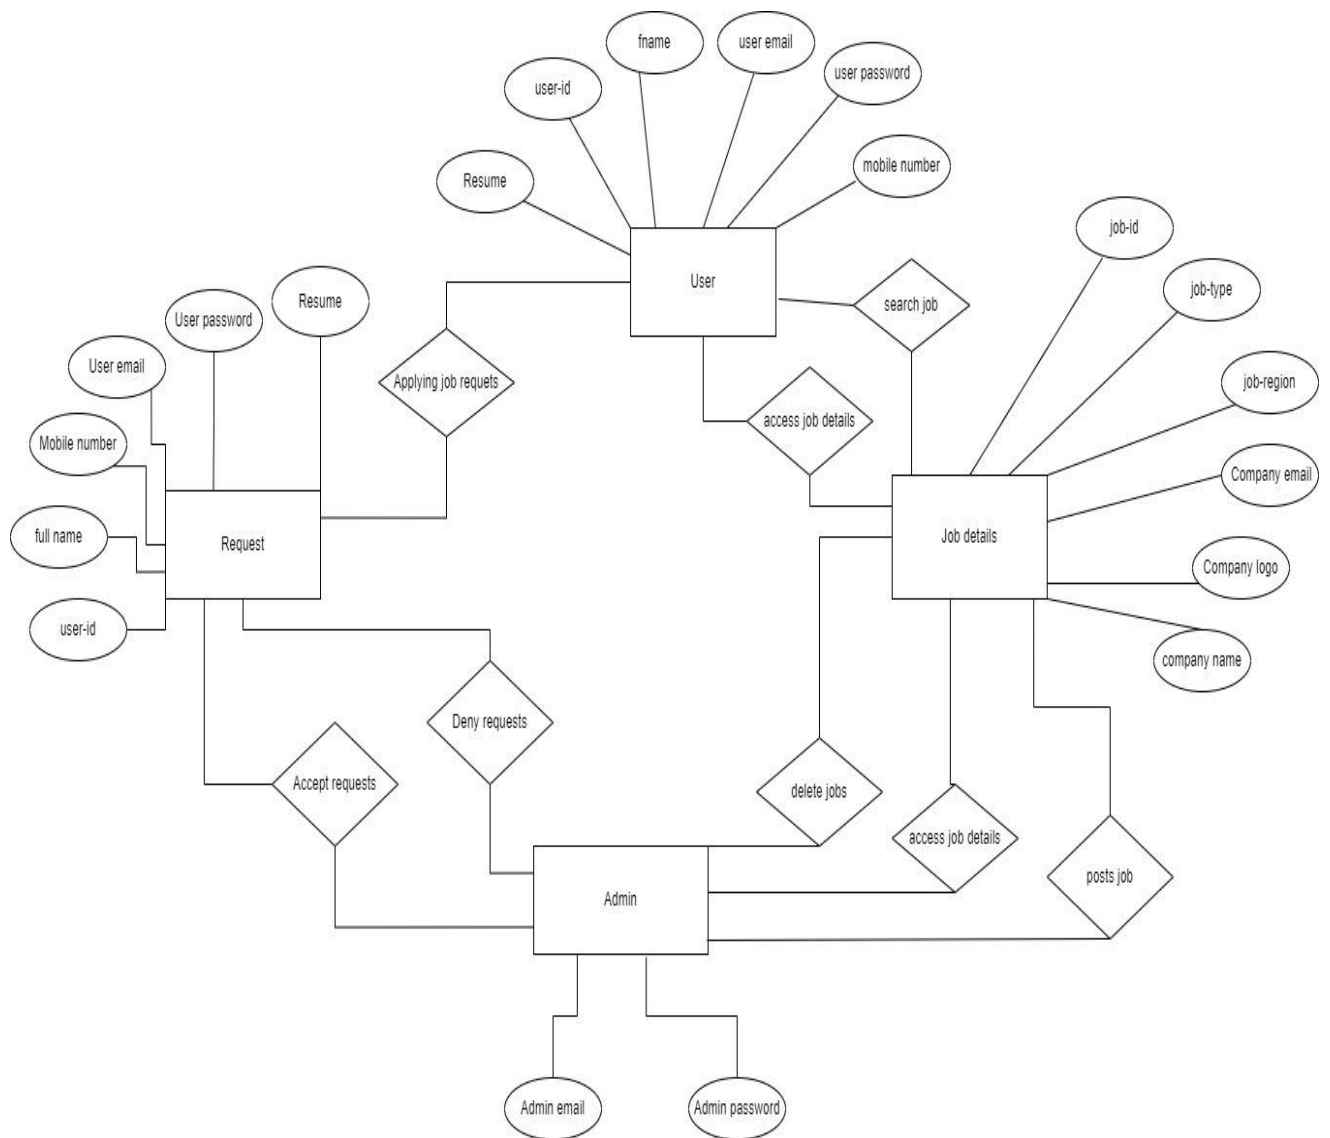 fname
user email
user password
user-id
mobile number
Resume
job-id
User
job-type
search job
Resume
User password
User email
Applying job requets
job-region
access job details
Mobile number
Company email
full name
Request
Job details
Company logo
user-id
company name
Deny requests
Accept requests
delete jobs
access job details
posts job
Admin
Admin email
Admin password